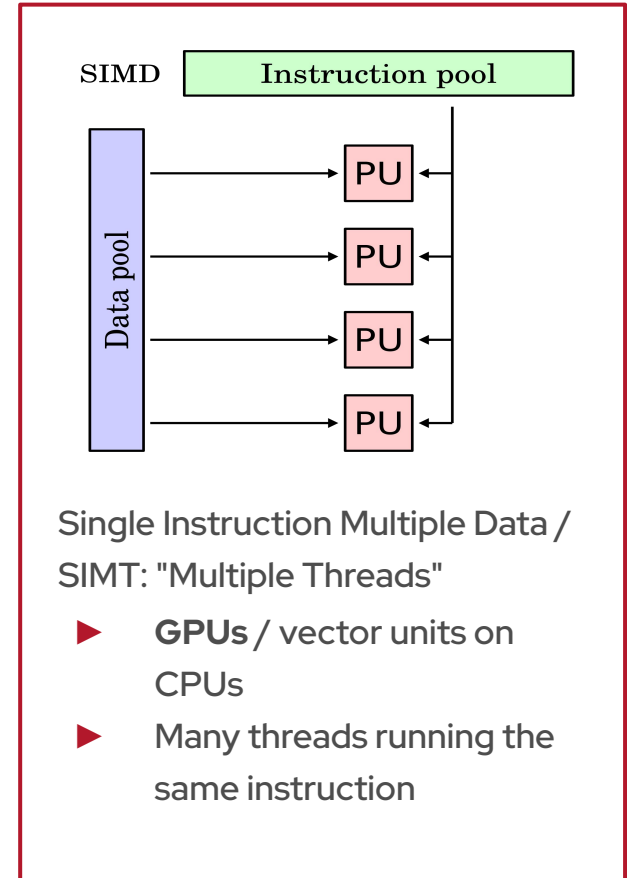 SIMD Instruction pool
Data pool
PU
PU
PU
PU
Single Instruction Multiple Data /
SIMT: "Multiple Threads"
► GPUs / vector units on
CPUs
► Many threads running the
same instruction